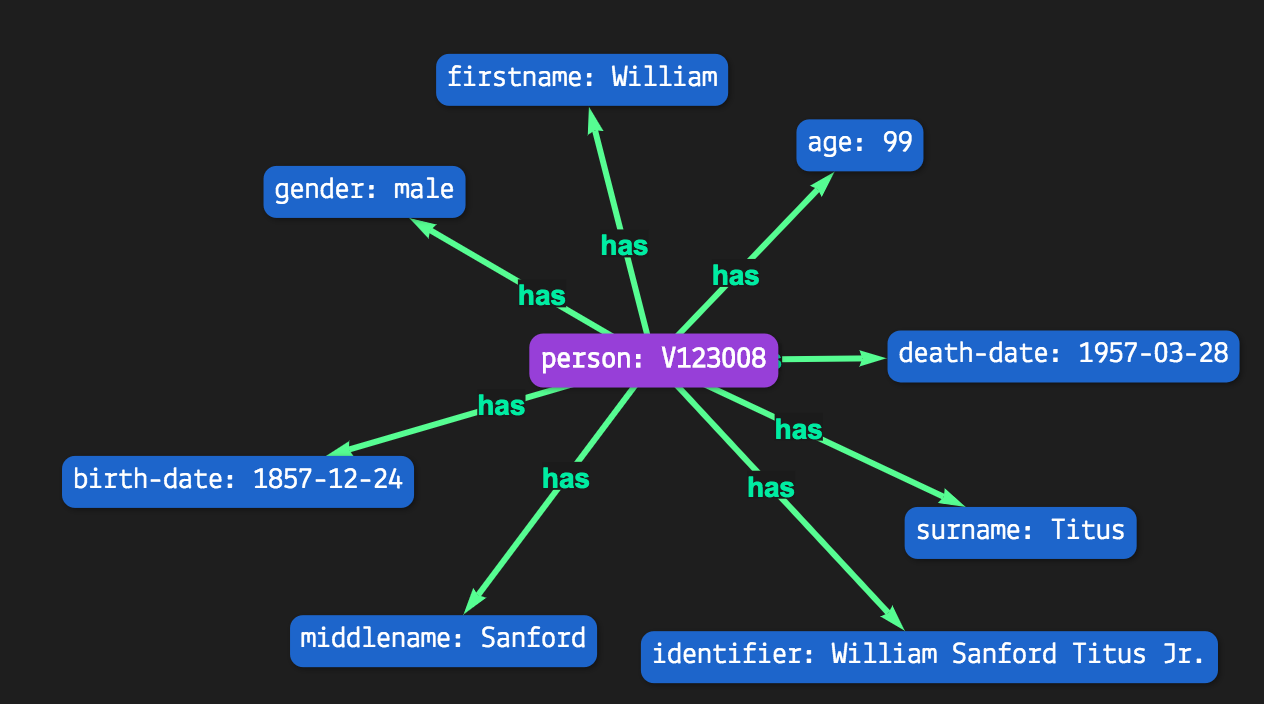 firstname: William
age: 99
gender: male
has
has
has
person: V123008
death-date: 1957-03-28
has
has
birth-date: 1857-12-24
has
has
surname: Titus
middlename: Sanford
identifier: William Sanford Titus Jr.